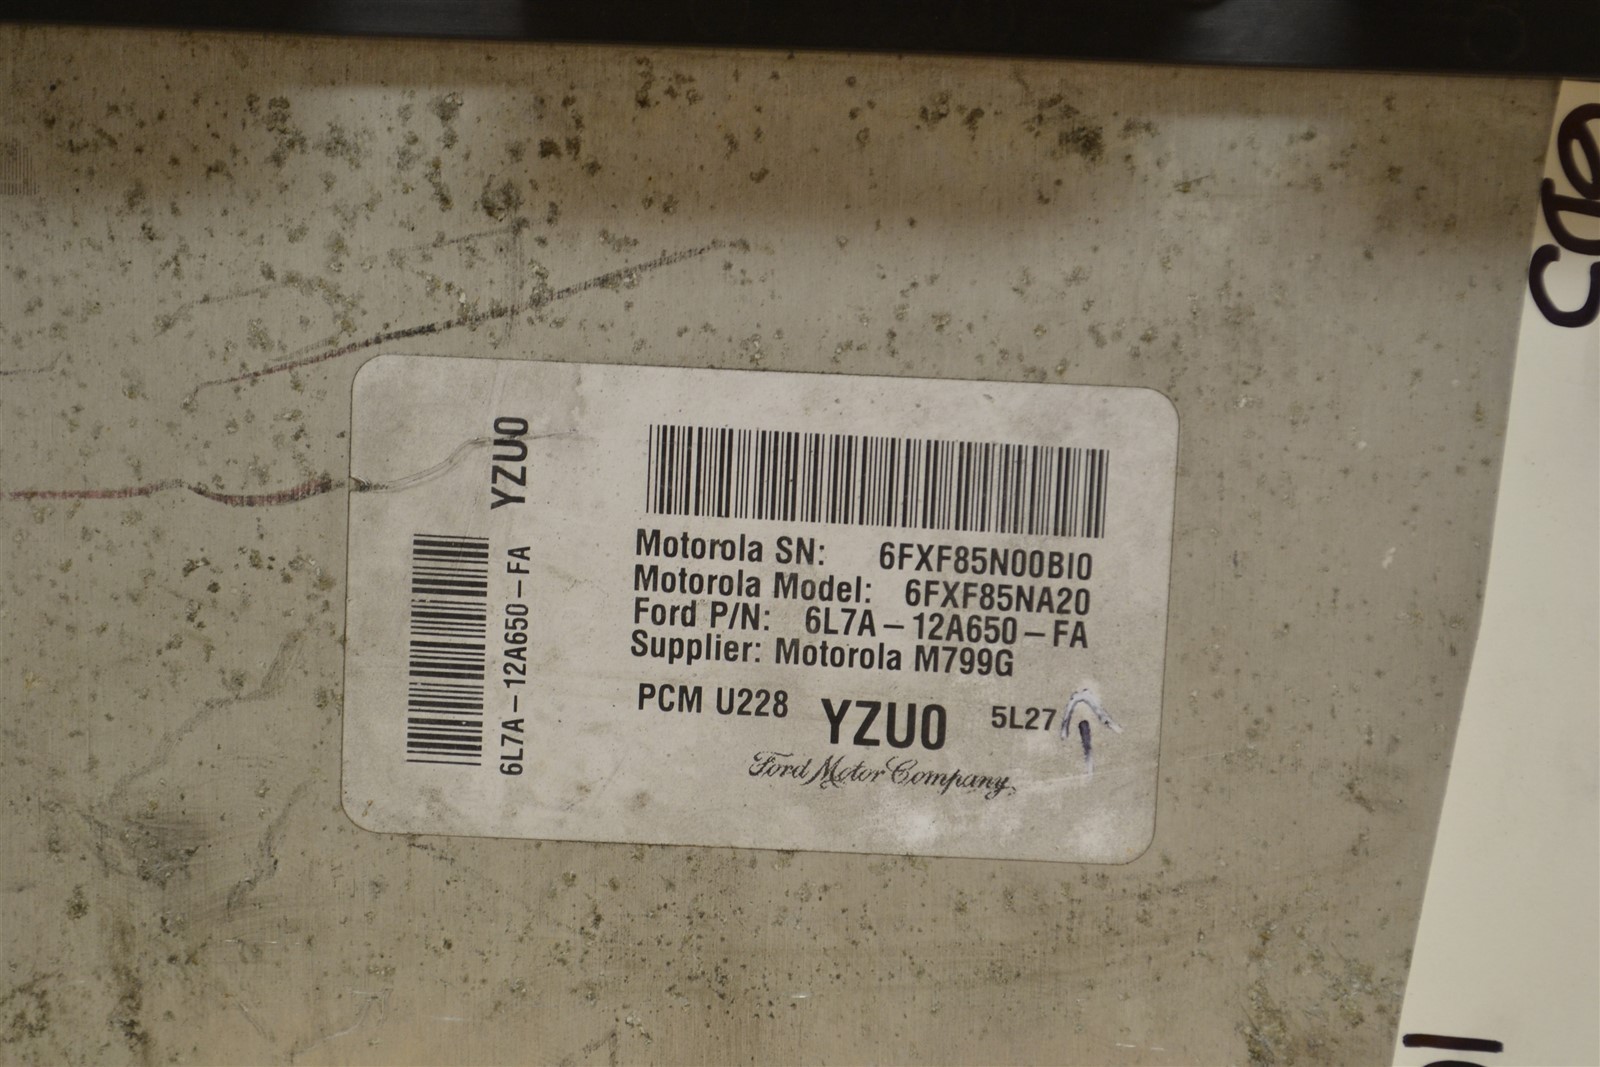 YZU0
6L7A-12A650-FA
Motorola SN: 6FXF85N00BI0
Motorola Model: 6FXF85NA20
Ford P/N: 6L7A-12A650-FA
Supplier: Motorola M799G
PCM U228 YZU0 5L27
Ford Motor Company,